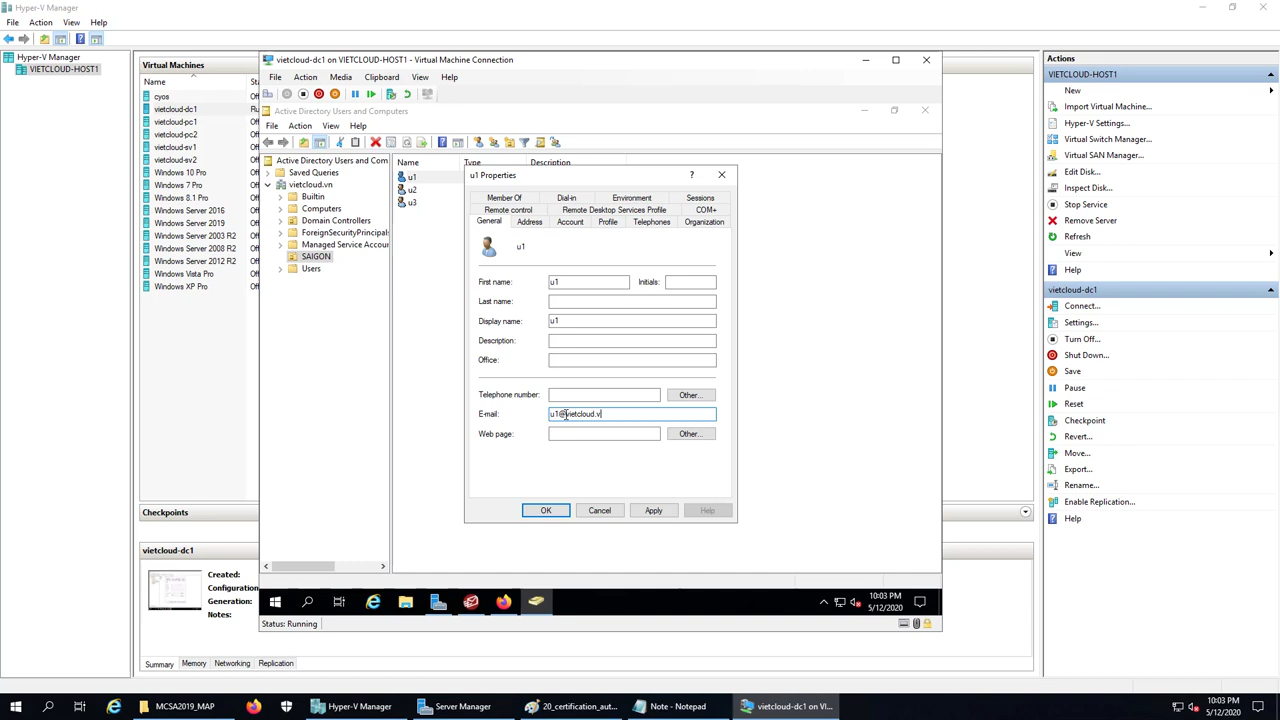 Hyper-V Manager
File Action View Help
Hyper-V Manager
VIETCLOUD-HOST1
Virtual Machines
Name
cyos
vietcloud-dc1
vietcloud-pc1
vietcloud-pc2
vietcloud-sv1
vietcloud-sv2
Windows 10 Pro
Windows 7 Pro
Windows 8.1 Pro
Windows Server 2016
Windows Server 2019
Windows Server 2003 R2
Windows Server 2008 R2
Windows Server 2012 R2
Windows Vista Pro
Windows XP Pro
Checkpoints
vietcloud-dc1
Created:
Configuration
Generation:
Notes:
Summary Memory Networking Replication
vietcloud-dc1 on VIETCLOUD-HOST1 - Virtual Machine Connection
File Action Media Clipboard View Help
Active Directory Users and Computers
File Action View Help
Active Directory Users and Com
Saved Queries
vietcloud.vn
Builtin
Computers
Domain Controllers
ForeignSecurityPrincipals
Managed Service Accou
SAIGON
Users
Name Type Description
u1
u2
u3
u1 Properties
? 
Member Of Dial-in Environment Sessions
Remote control Remote Desktop Services Profile COM+
General Address Account Profile Telephones Organization
u1
First name: u1 Initials:
Last name:
Display name: u1
Description:
Office:
Telephone number: Other...
E-mail: u1@vietcloud.v
Web page: Other...
OK Cancel Apply Help
10:03 PM
5/12/2020
Status: Running
Actions
VIETCLOUD-HOST1
New
Import Virtual Machine...
Hyper-V Settings...
Virtual Switch Manager...
Virtual SAN Manager...
Edit Disk...
Inspect Disk...
Stop Service
Remove Server
Refresh
View
Help
vietcloud-dc1
Connect...
Settings...
Turn Off...
Shut Down...
Save
Pause
Reset
Checkpoint
Revert...
Move...
Export...
Rename...
Enable Replication...
Help
MCSA2019_MAP Hyper-V Manager Server Manager 20_certification_aut... Note - Notepad vietcloud-dc1 on VI...
10:03 PM
5/12/2020